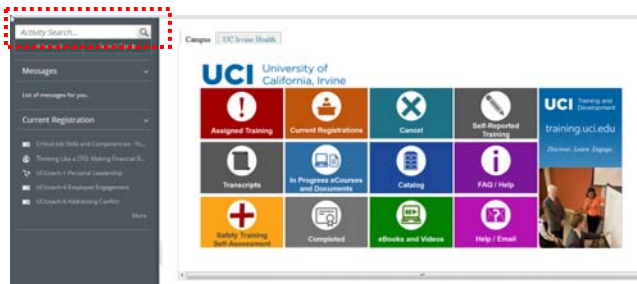 Activity Search...
Messages
List of messages for you.
Current Registration
Critical Job Skills and Competencies - Yo...
Thinking Like a CFO: Making Financial D...
UCIcoach-1-Personal Leadership
UCIcoach-4-Employee Engagement
UCIcoach-6-Addressing Conflict
More
Campus
UC Irvine Health
UCI University of
California, Irvine
Assigned Training
Current Registrations
Cancel
Self-Reported
Training
Transcripts
In Progress eCourses
and Documents
Catalog
FAQ / Help
Safety Training
Self-Assessment
Completed
eBooks and Videos
Help / Email
UCI Training and
Development
training.uci.edu
Discover. Learn. Engage.